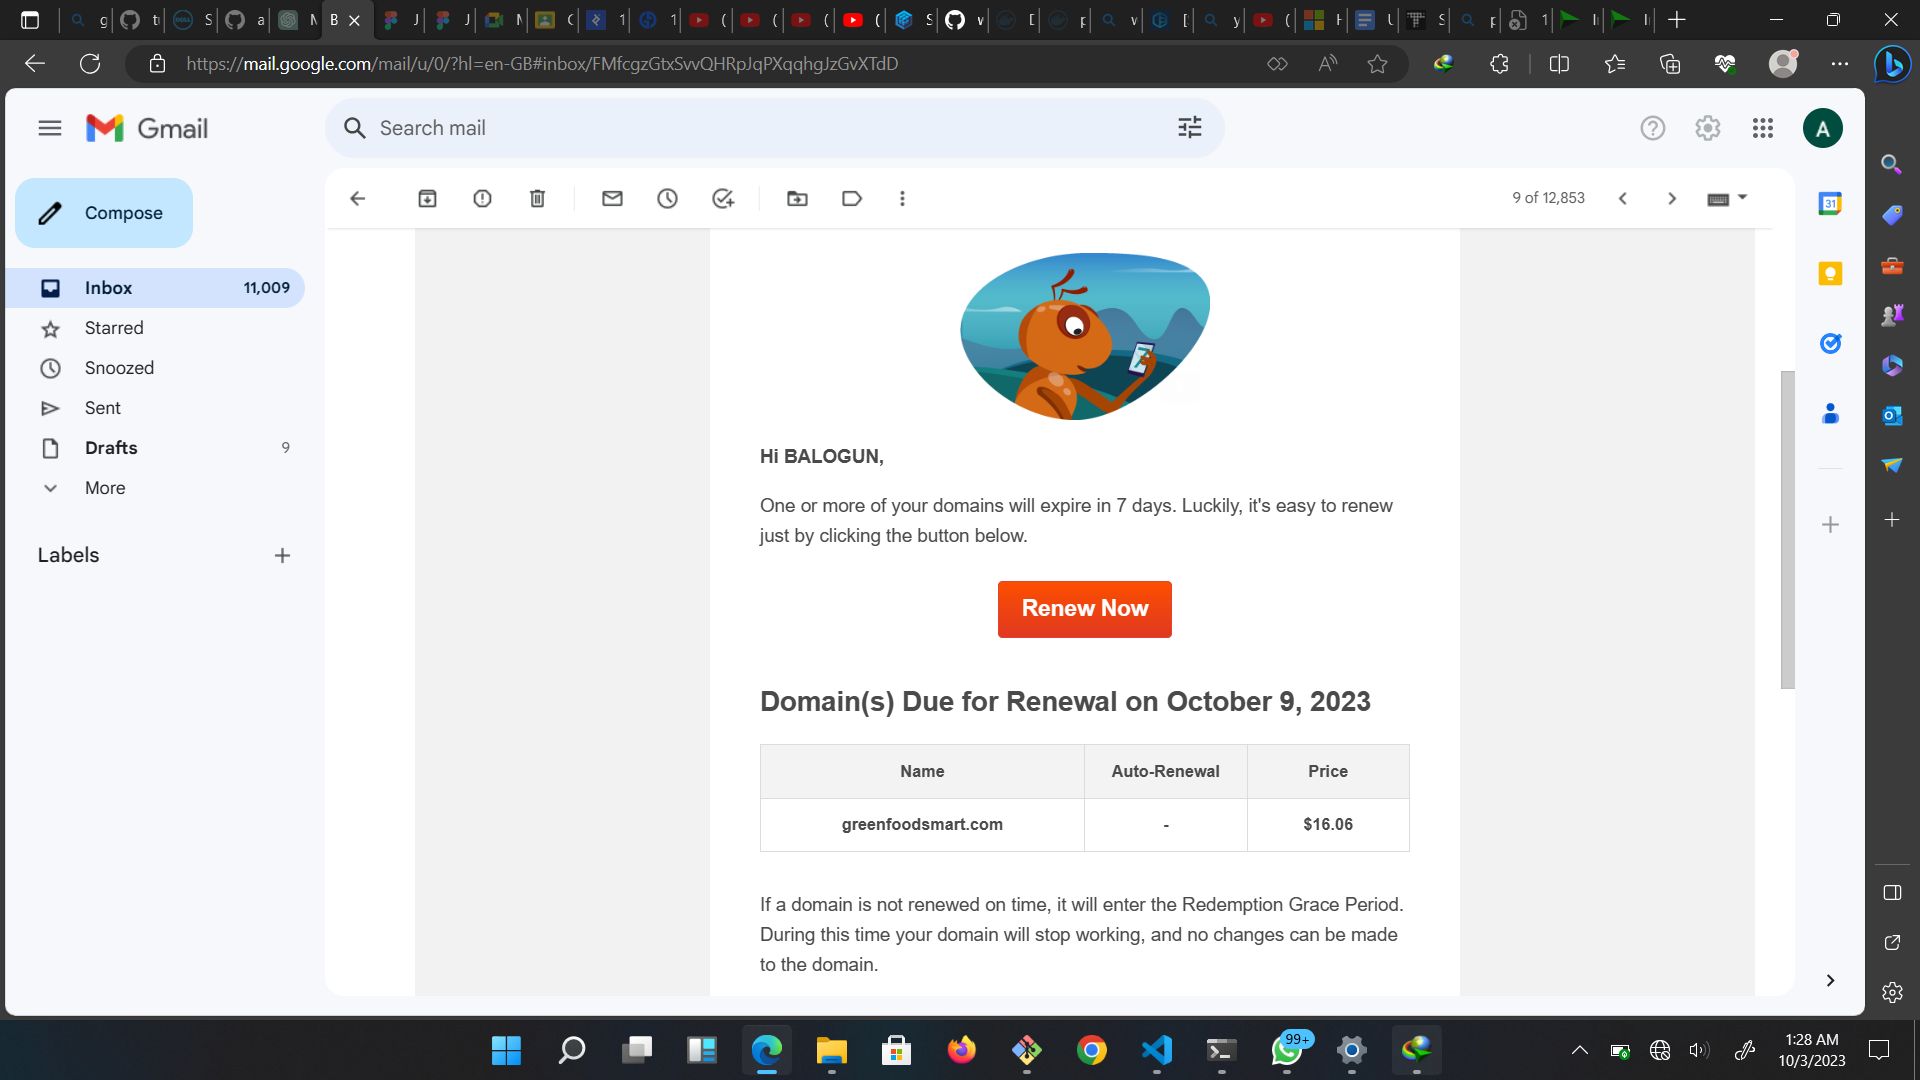 https://mail.google.com/mail/u/0/?hl=en-GB#inbox/FMfcgzGtxSvvQHRpJqPXqqhgJzGvXTdD
Gmail
Search mail
A
Compose
9 of 12,853
Inbox 11,009
Starred
Snoozed
Sent
Drafts 9
More
Labels
Hi BALOGUN,
One or more of your domains will expire in 7 days. Luckily, it's easy to renew
just by clicking the button below.
Renew Now
Domain(s) Due for Renewal on October 9, 2023
Name Auto-Renewal Price
greenfoodsmart.com - $16.06
If a domain is not renewed on time, it will enter the Redemption Grace Period.
During this time your domain will stop working, and no changes can be made
to the domain.
99+
1:28 AM
10/3/2023